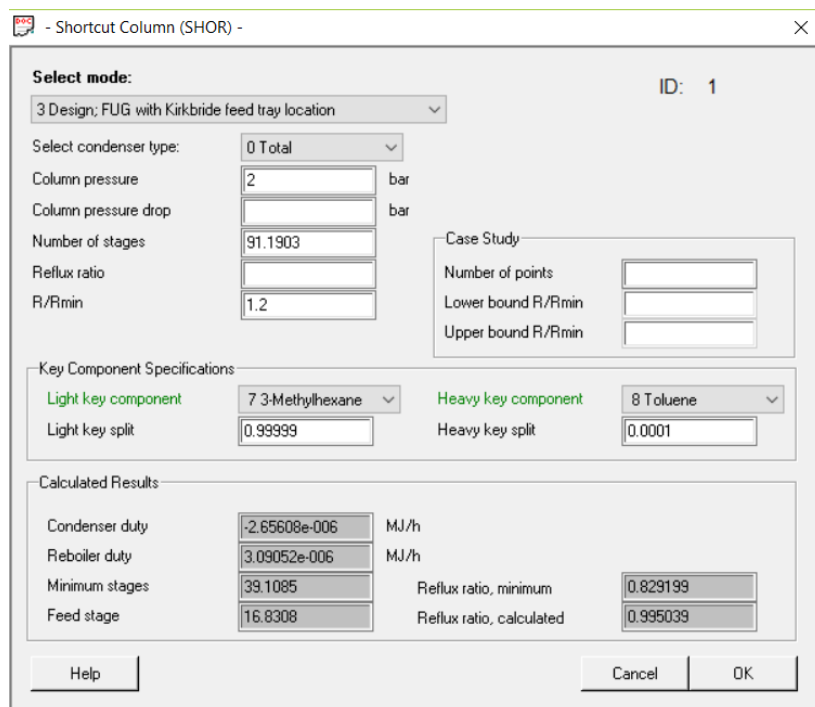 DOC
- Shortcut Column (SHOR) -
Select mode:
ID: 1
3 Design; FUG with Kirkbride feed tray location
Select condenser type: 0 Total
Column pressure 2 bar
Column pressure drop bar
Number of stages 91.1903
Reflux ratio
R/Rmin 1.2
Case Study
Number of points
Lower bound R/Rmin
Upper bound R/Rmin
Key Component Specifications
Light key component 7 3-Methylhexane Heavy key component 8 Toluene
Light key split 0.99999 Heavy key split 0.0001
Calculated Results
Condenser duty -2.65608e-006 MJ/h
Reboiler duty 3.09052e-006 MJ/h
Minimum stages 39.1085 Reflux ratio, minimum 0.829199
Feed stage 16.8308 Reflux ratio, calculated 0.995039
Help Cancel OK